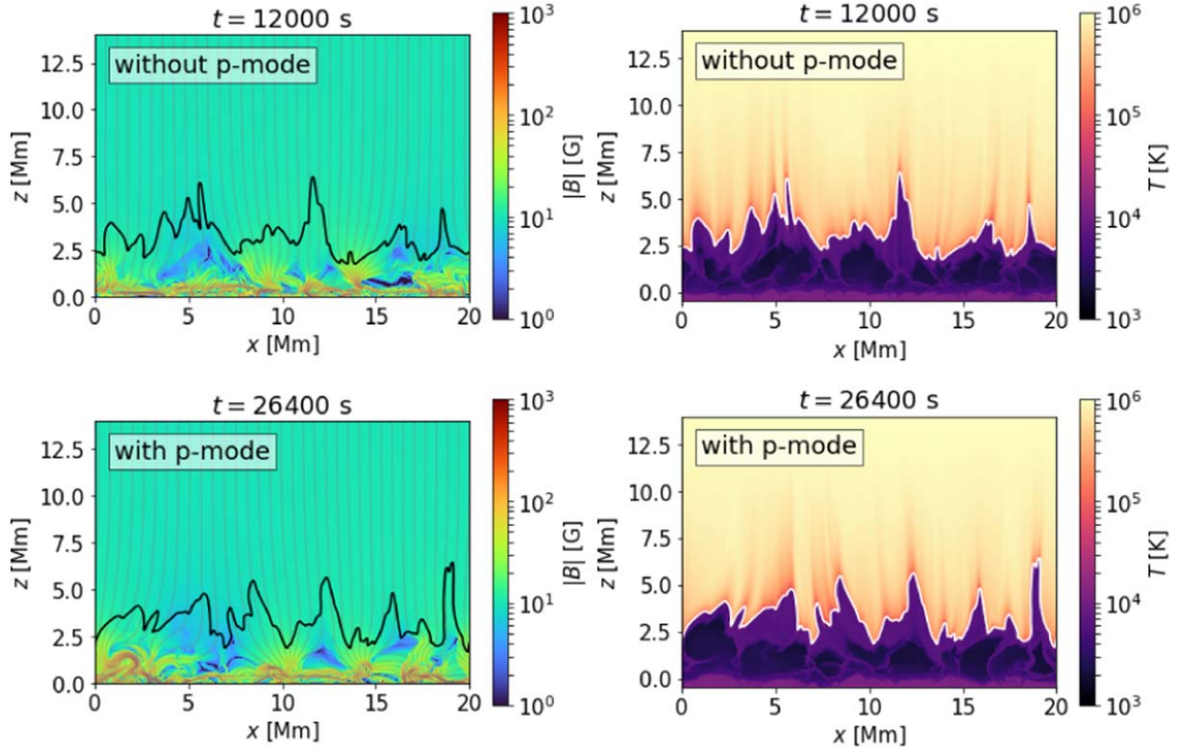 t = 12000 s
without p-mode
z [Mm]
12.5
10.0
7.5
5.0
2.5
0.0
0 5 10 15 20
x [Mm]
10³
10²
10¹
10⁰
|B| [G]
t = 12000 s
without p-mode
z [Mm]
12.5
10.0
7.5
5.0
2.5
0.0
0 5 10 15 20
x [Mm]
10⁶
10⁵
10⁴
10³
T [K]
t = 26400 s
with p-mode
z [Mm]
12.5
10.0
7.5
5.0
2.5
0.0
0 5 10 15 20
x [Mm]
10³
10²
10¹
10⁰
|B| [G]
t = 26400 s
with p-mode
z [Mm]
12.5
10.0
7.5
5.0
2.5
0.0
0 5 10 15 20
x [Mm]
10⁶
10⁵
10⁴
10³
T [K]